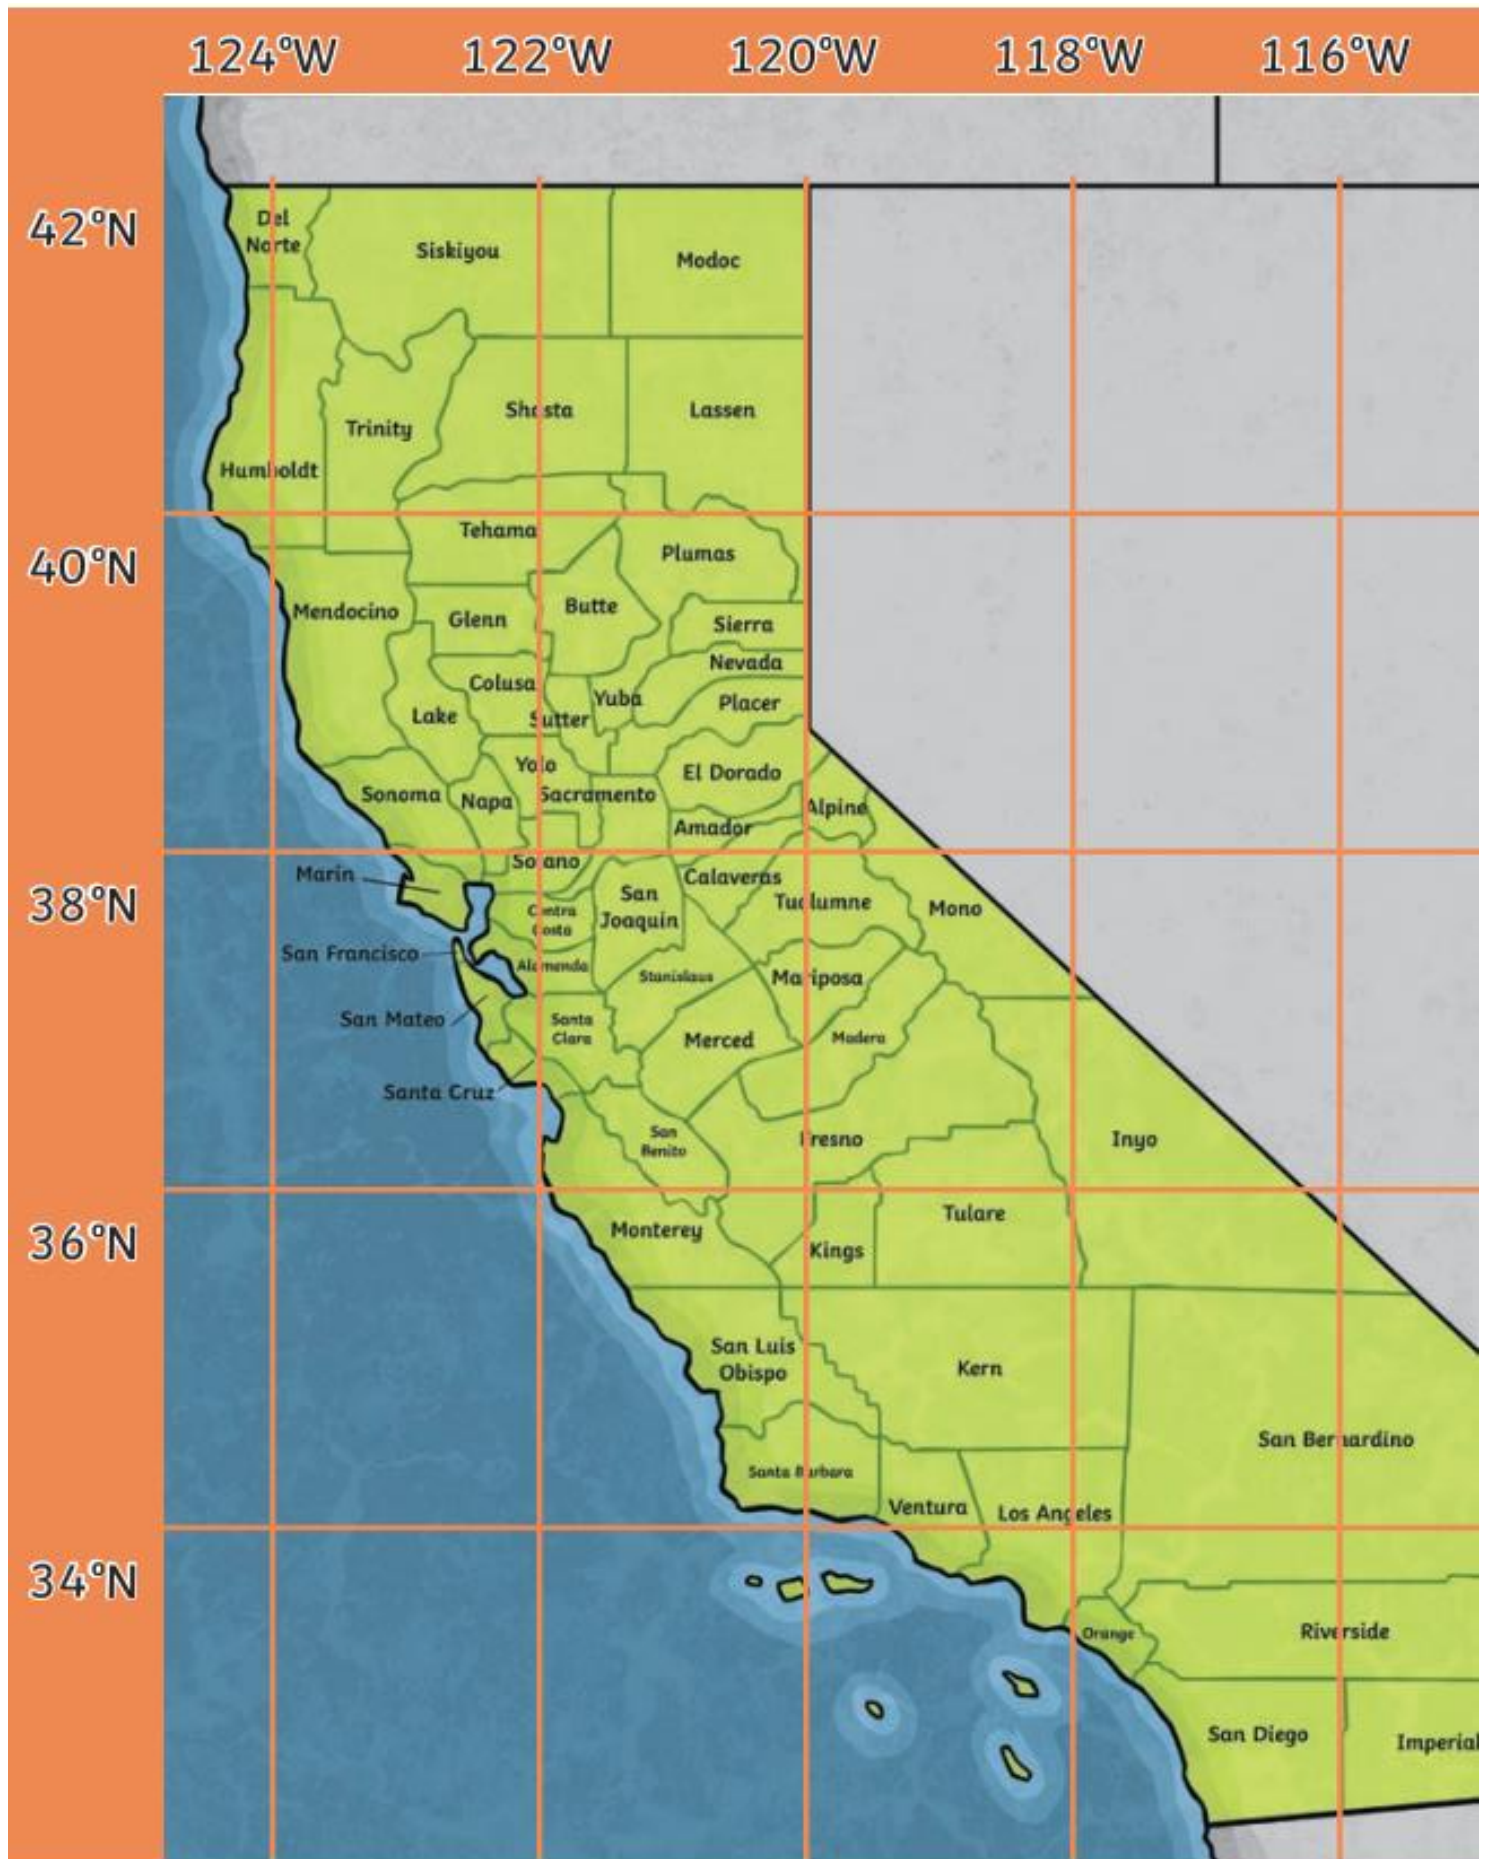 124°W 122°W 120°W 118°W 116°W
42°N
Del
Norte
Siskiyou
Modoc
Shasta
Lassen
Trinity
Humboldt
Tehama
40°N
Plumas
Mendocino
Glenn
Butte
Sierra
Nevada
Colusa
Yuba
Placer
Lake
Sutter
Yolo
El Dorado
Sonoma
Napa
Sacramento
Alpine
Amador
Solano
Marin
Calaveras
38°N
San
Joaquin
Tuolumne
Mono
Contra
Costa
San Francisco
Alamenda
Stanislaus
Mariposa
San Mateo
Santa
Clara
Merced
Madera
Santa Cruz
San
Benito
Fresno
Inyo
36°N
Monterey
Tulare
Kings
San Luis
Obispo
Kern
San Bernardino
Santa Barbara
Ventura
Los Angeles
34°N
Orange
Riverside
San Diego
Imperial